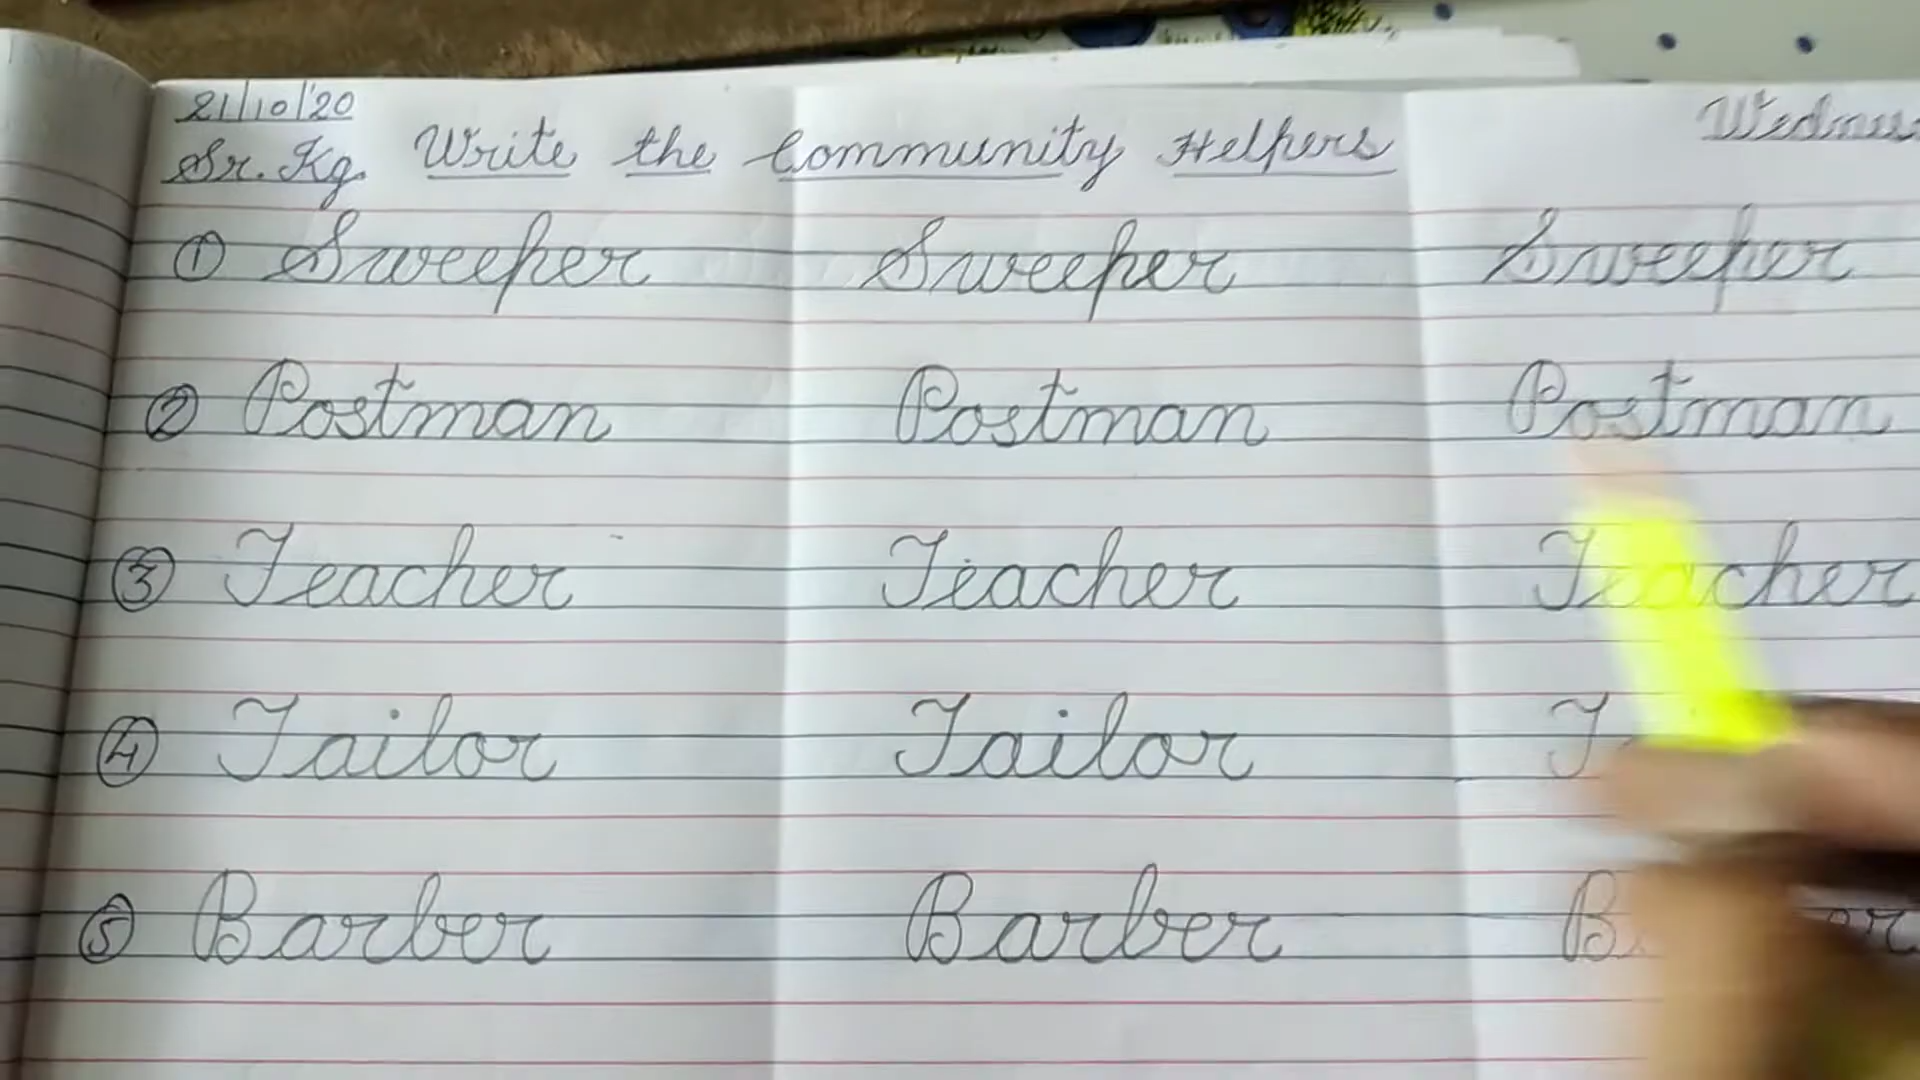 21/10/'20
Sr. Kg. Write the Community Helpers
① Sweeper Sweeper Sweeper
② Postman Postman Postman
③ Teacher Teacher Teacher
④ Tailor Tailor
⑤ Barber Barber